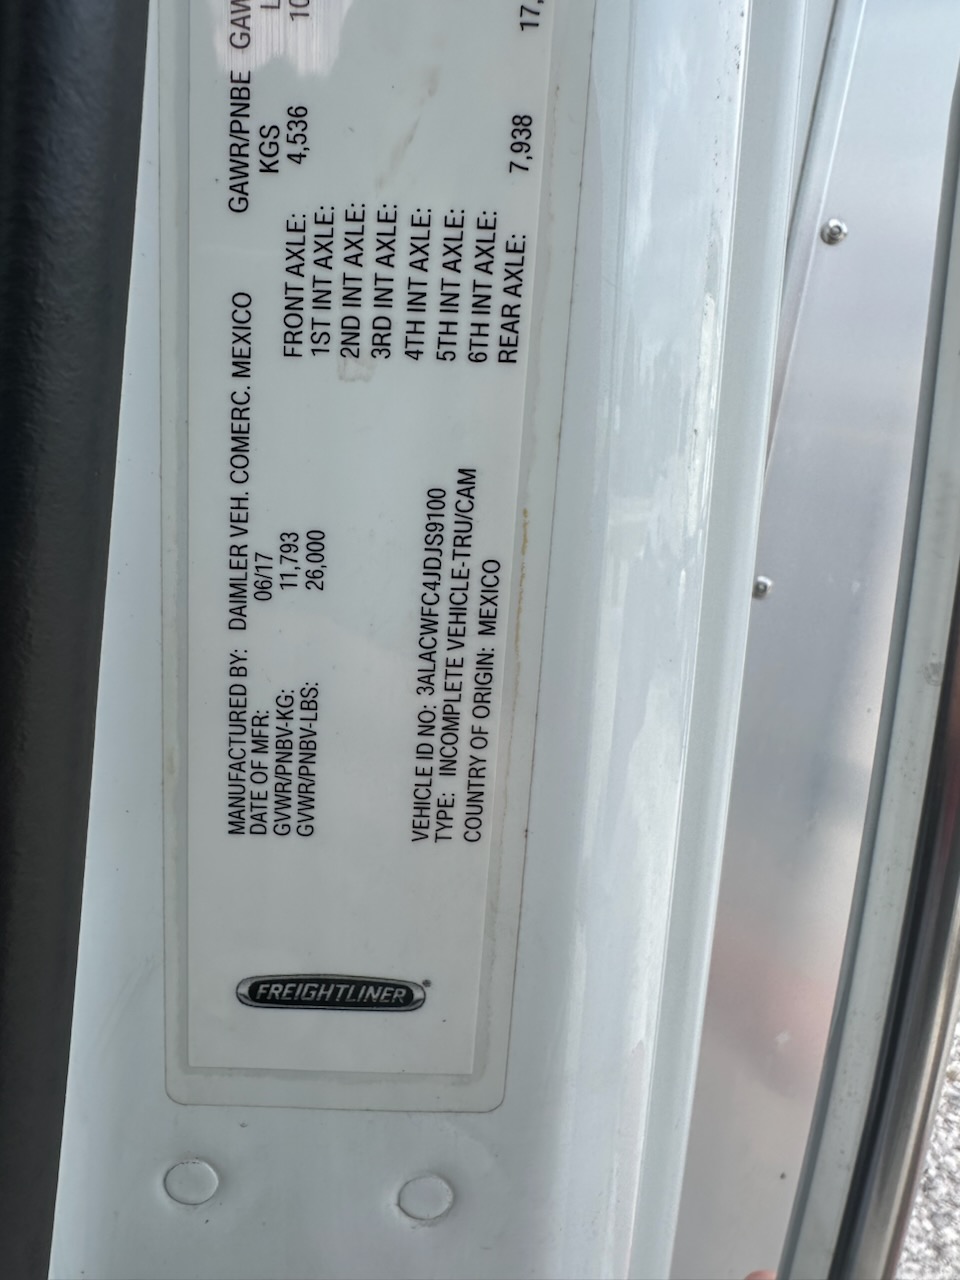 FREIGHTLINER®
MANUFACTURED BY: DAIMLER VEH. COMERC. MEXICO
DATE OF MFR: 06/17
GVWR/PNBV-KG: 11,793
GVWR/PNBV-LBS: 26,000
VEHICLE ID NO: 3ALACWFC4JDJS9100
TYPE: INCOMPLETE VEHICLE-TRU/CAM
COUNTRY OF ORIGIN: MEXICO
GAWR/PNBE
KGS
FRONT AXLE: 4,536
1ST INT AXLE:
2ND INT AXLE:
3RD INT AXLE:
4TH INT AXLE:
5TH INT AXLE:
6TH INT AXLE:
REAR AXLE: 7,938 17,